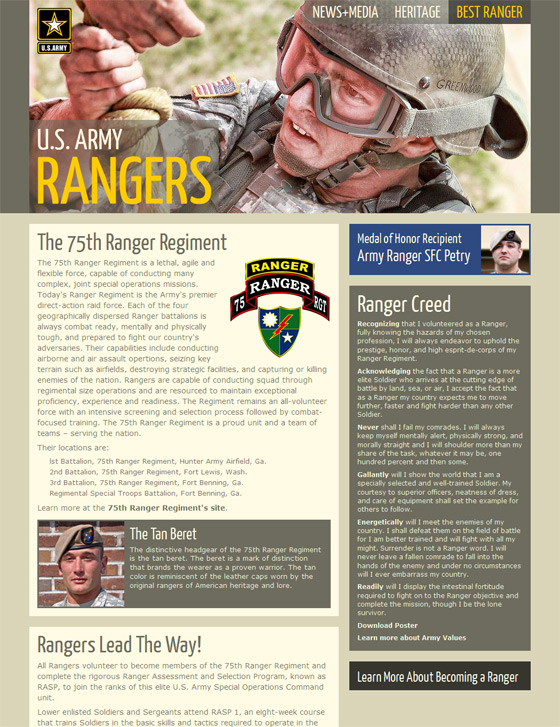 NEWS+MEDIA HERITAGE BEST RANGER
U.S.ARMY
GREENWOOD
U.S. ARMY
RANGERS
The 75th Ranger Regiment
The 75th Ranger Regiment is a lethal, agile and
flexible force, capable of conducting many
complex, joint special operations missions.
Today's Ranger Regiment is the Army's premier
direct-action raid force. Each of the four
geographically dispersed Ranger battalions is
always combat ready, mentally and physically
tough, and prepared to fight our country's
adversaries. Their capabilities include conducting
airborne and air assault opertions, seizing key
terrain such as airfields, destroying strategic facilities, and capturing or killing
enemies of the nation. Rangers are capable of conducting squad through
regimental size operations and are resourced to maintain exceptional
proficiency, experience and readiness. The Regiment remains an all-volunteer
force with an intensive screening and selection process followed by combat-
focused training. The 75th Ranger Regiment is a proud unit and a team of
teams – serving the nation.
RANGER
75 RANGER RGT
Their locations are:
Ist Battalion, 75th Ranger Regiment, Hunter Army Airfield, Ga.
2nd Battalion, 75th Ranger Regiment, Fort Lewis, Wash.
3rd Battalion, 75th Ranger Regiment, Fort Benning, Ga.
Regimental Special Troops Battalion, Fort Benning, Ga.
Learn more at the 75th Ranger Regiment's site.
The Tan Beret
The distinctive headgear of the 75th Ranger Regiment
is the tan beret. The beret is a mark of distinction
that brands the wearer as a proven warrior. The tan
color is reminiscent of the leather caps worn by the
original rangers of American heritage and lore.
Rangers Lead The Way!
All Rangers volunteer to become members of the 75th Ranger Regiment and
complete the rigorous Ranger Assessment and Selection Program, known as
RASP, to join the ranks of this elite U.S. Army Special Operations Command
unit.
Lower enlisted Soldiers and Sergeants attend RASP 1, an eight-week course
that trains Soldiers in the basic skills and tactics required to operate in the
Medal of Honor Recipient
Army Ranger SFC Petry
Ranger Creed
Recognizing that I volunteered as a Ranger,
fully knowing the hazards of my chosen
profession, I will always endeavor to uphold the
prestige, honor, and high esprit-de-corps of my
Ranger Regiment.
Acknowledging the fact that a Ranger is a more
elite Soldier who arrives at the cutting edge of
battle by land, sea, or air, I accept the fact that
as a Ranger my country expects me to move
further, faster and fight harder than any other
Soldier.
Never shall I fail my comrades. I will always
keep myself mentally alert, physically strong, and
morally straight and I will shoulder more than my
share of the task, whatever it may be, one
hundred percent and then some.
Gallantly will I show the world that I am a
specially selected and well-trained Soldier. My
courtesy to superior officers, neatness of dress,
and care of equipment shall set the example for
others to follow.
Energetically will I meet the enemies of my
country. I shall defeat them on the field of battle
for I am better trained and will fight with all my
might. Surrender is not a Ranger word. I will
never leave a fallen comrade to fall into the
hands of the enemy and under no circumstances
will I ever embarrass my country.
Readily will I display the intestinal fortitude
required to fight on to the Ranger objective and
complete the mission, though I be the lone
survivor.
Download Poster
Learn more about Army Values
Learn More About Becoming a Ranger